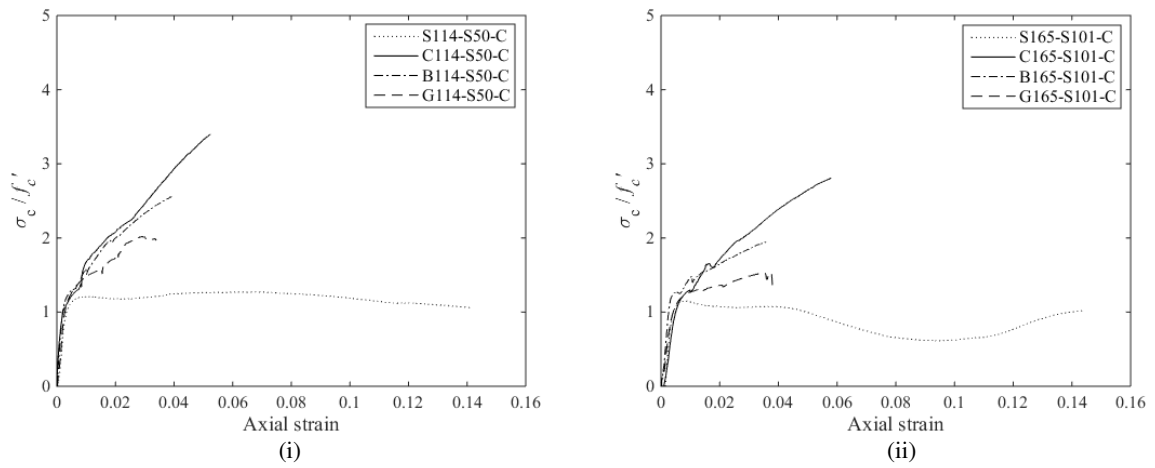 5
4
3
2
1
0
σc / fc′
0 0.02 0.04 0.06 0.08 0.1 0.12 0.14 0.16
Axial strain
S114-S50-C
C114-S50-C
B114-S50-C
G114-S50-C
(i)
5
4
3
2
1
0
σc / fc′
0 0.02 0.04 0.06 0.08 0.1 0.12 0.14 0.16
Axial strain
S165-S101-C
C165-S101-C
B165-S101-C
G165-S101-C
(ii)